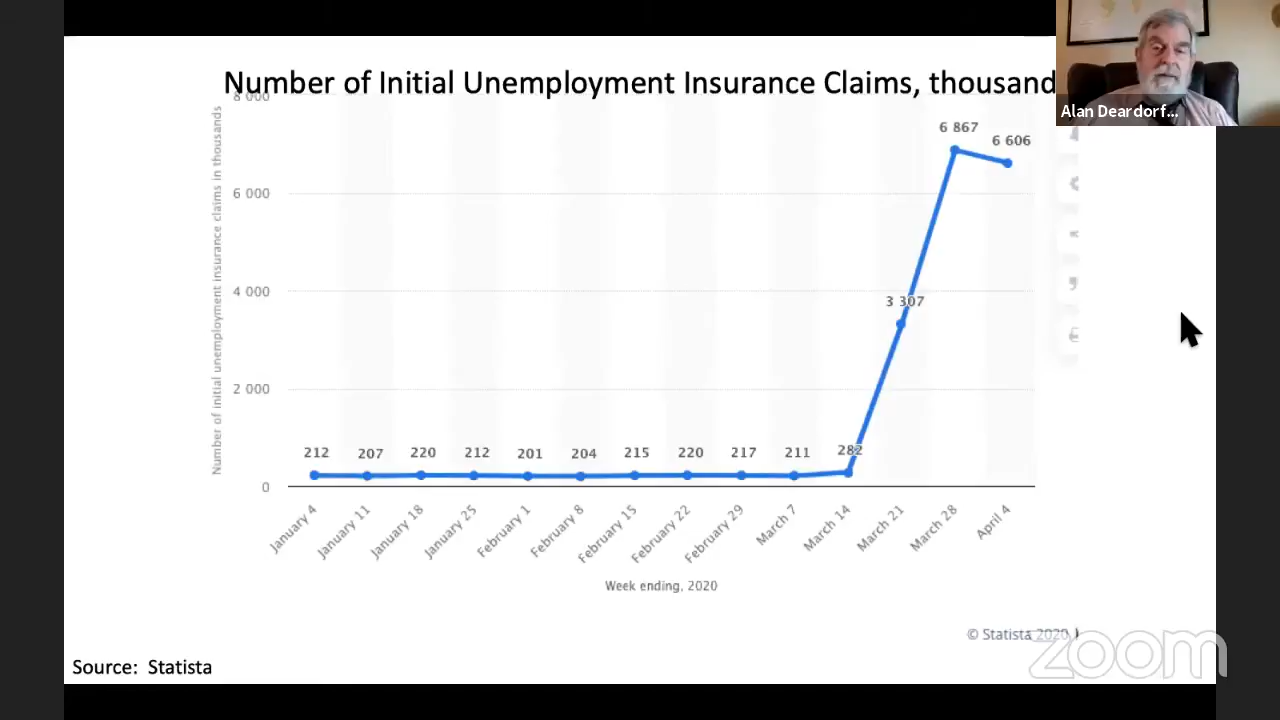 Number of Initial Unemployment Insurance Claims, thousand
Alan Deardorf...
Number of initial unemployment insurance claims in thousands
8 000
6 000
4 000
2 000
0
212
207
220
212
201
204
215
220
217
211
282
3 307
6 867
6 606
January 4
January 11
January 18
January 25
February 1
February 8
February 15
February 22
February 29
March 7
March 14
March 21
March 28
April 4
Week ending, 2020
© Statista 2020
Source: Statista
zoom